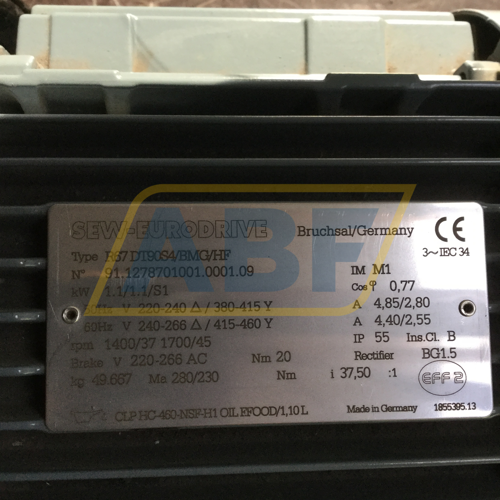 SEW-EURODRIVE Bruchsal/Germany CE
Type R37 DT90S4/BMG/HF 3~IEC 34
N° 91.1278701001.0001.09 IM M1
kW 1.1/1.1/S1 Cos φ 0,77
50Hz V 220-240 Δ / 380-415 Y A 4,85/2,80
60Hz V 240-266 Δ / 415-460 Y A 4,40/2,55
rpm 1400/37 1700/45 IP 55 Ins.Cl. B
Bmke V 220-266 AC Nm 20 Rectifier BG1.5
kg 49.667 Ma 280/230 Nm i 37,50 :1 EFF 2
CLP HC-460-NSF-H1 OIL EFOOD/1,10 L Made in Germany 1855395.13
ABF